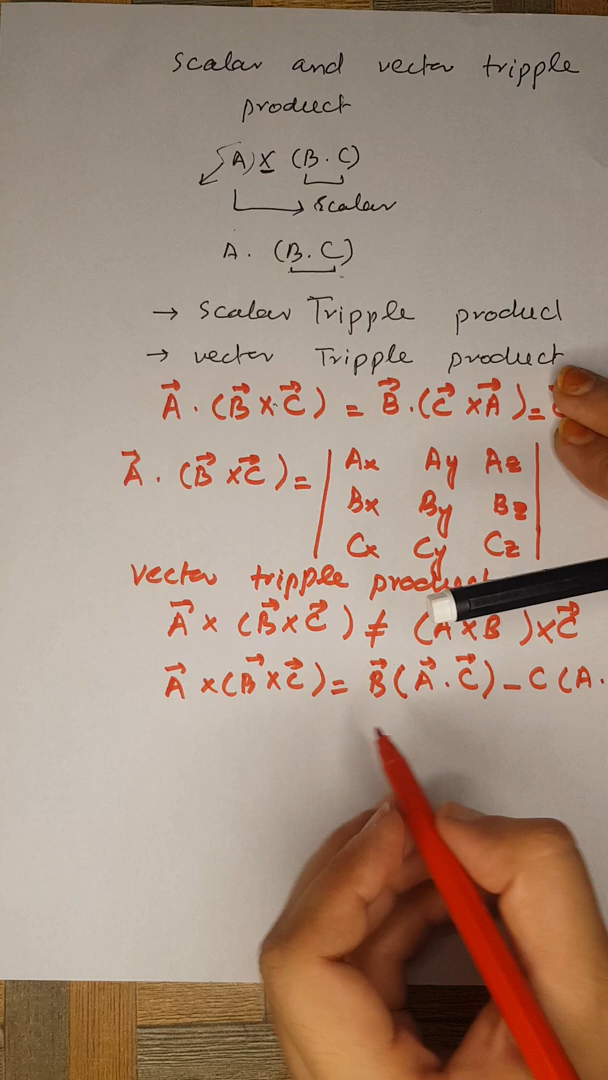 scalar and vector tripple
product
A) x (B . C)
scalar
A . (B . C)
→ scalar Tripple product
→ vector Tripple product
A⃗ . (B⃗ x C⃗) = B⃗ . (C⃗ x A⃗) =
A⃗ . (B⃗ x C⃗) = | Ax Ay Az |
Bx By Bz
Cx Cy Cz
vector tripple product
A⃗ x (B⃗ x C⃗) ≠ (A x B) x C⃗
A⃗ x (B⃗ x C⃗) = B⃗ (A⃗ . C⃗) - C (A .